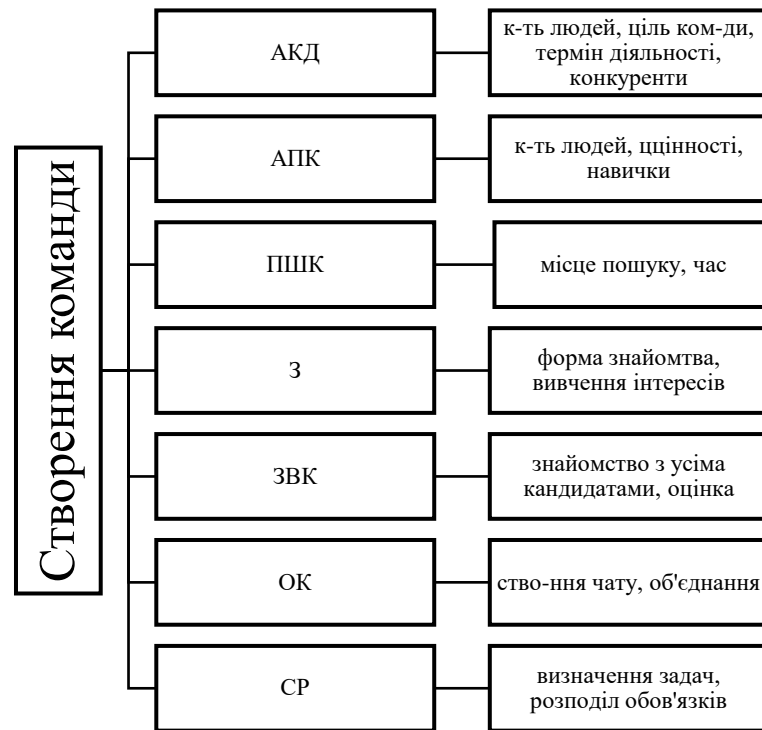 Створення команди
АКД
к-ть людей, ціль ком-ди,
термін діяльності,
конкуренти
АПК
к-ть людей, ццінності,
навички
ПШК
місце пошуку, час
З
форма знайомтва,
вивчення інтересів
ЗВК
знайомство з усіма
кандидатами, оцінка
ОК
ство-ння чату, об'єднання
СР
визначення задач,
розподіл обов'язків